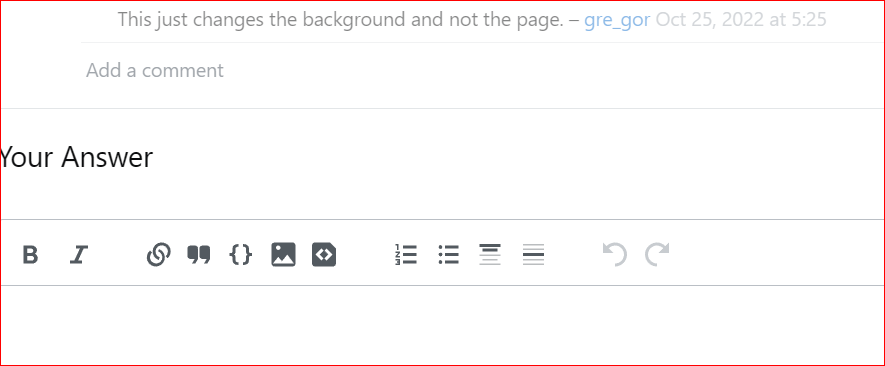 This just changes the background and not the page. – gre_gor Oct 25, 2022 at 5:25
Add a comment
Your Answer
B I {}